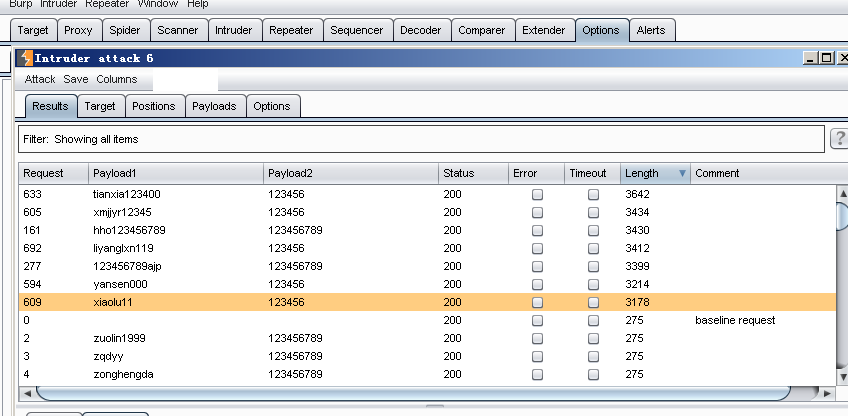 Burp Intruder Repeater Window Help
Target Proxy Spider Scanner Intruder Repeater Sequencer Decoder Comparer Extender Options Alerts
Intruder attack 6
Attack Save Columns
Results Target Positions Payloads Options
Filter: Showing all items ?
Request Payload1 Payload2 Status Error Timeout Length Comment
633 tianxia123400 123456 200 3642
605 xmjjyr12345 123456 200 3434
161 hho123456789 123456789 200 3430
692 liyanglxn119 123456 200 3412
277 123456789ajp 123456789 200 3399
594 yansen000 123456 200 3214
609 xiaolu11 123456 200 3178
0 200 275 baseline request
2 zuolin1999 123456789 200 275
3 zqdyy 123456789 200 275
4 zonghengda 123456789 200 275